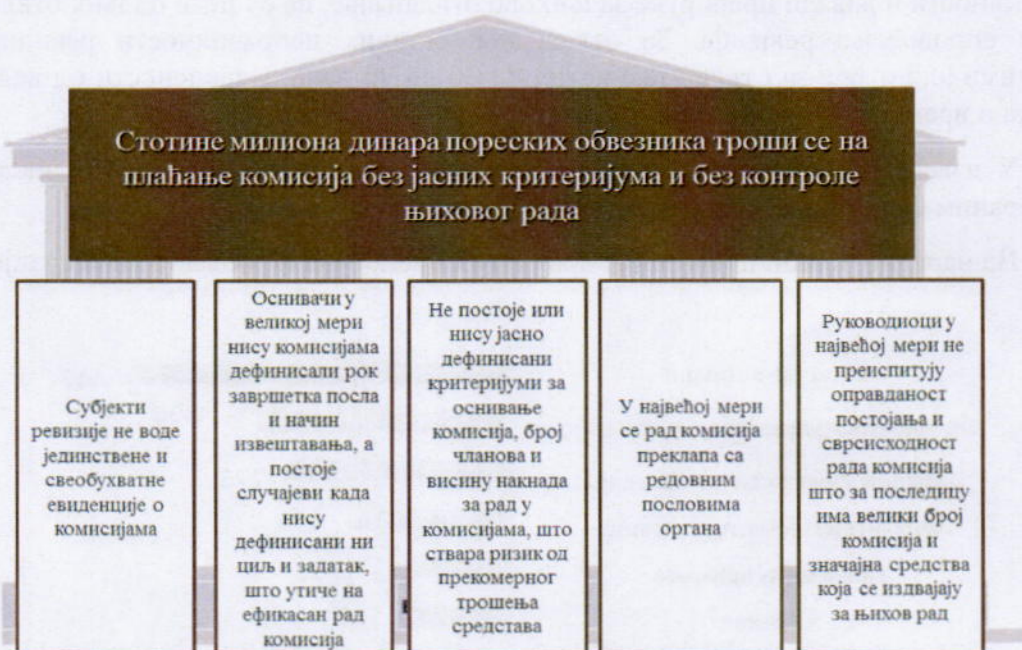 Стотине милиона динара пореских обвезника троши се на
плаћање комисија без јасних критеријума и без контроле
њиховог рада
Субјекти
ревизије не воде
јединствене и
свеобухватне
евиденције о
комисијама
Оснивачи у
великој мери
нису комисијама
дефинисали рок
завршетка посла
и начин
извештавања, а
постоје
случајеви када
нису
дефинисани ни
циљ и задатак,
што утиче на
ефикасан рад
комисија
Не постоје или
нису јасно
дефинисани
критеријуми за
оснивање
комисија, број
чланова и
висину накнада
за рад у
комисијама, што
ствара ризик од
прекомерног
трошења
средстава
У највећој мери
се рад комисија
преклапа са
редовним
пословима
органа
Руководиоци у
највећој мери не
преиспитују
оправданост
постојања и
сврсисходност
рада комисија
што за последицу
има велики број
комисија и
значајна средства
која се издвајају
за њихов рад